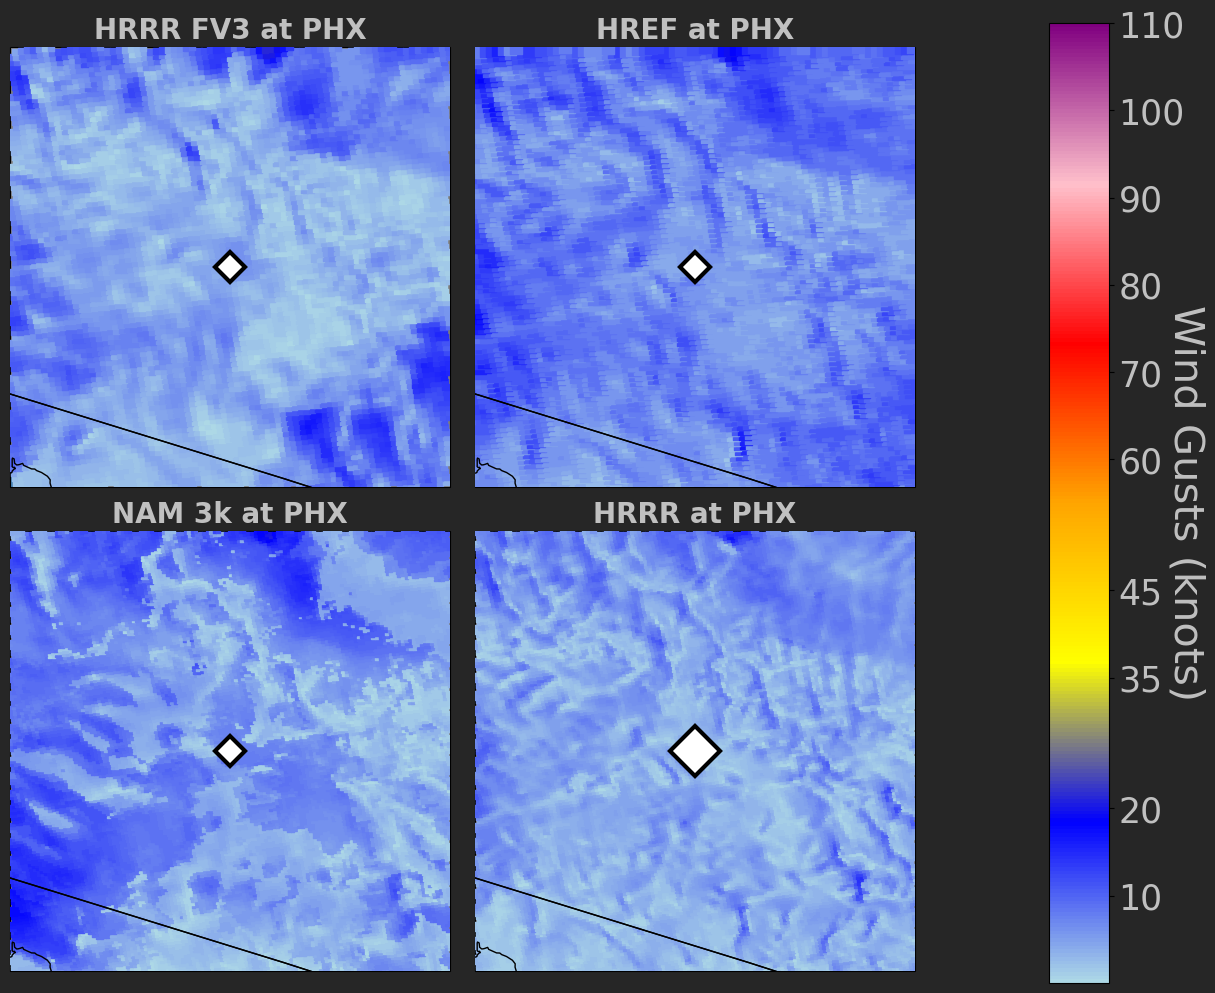 HRRR FV3 at PHX
HREF at PHX
NAM 3k at PHX
HRRR at PHX
110
100
90
80
70
60
45
35
20
10
Wind Gusts (knots)